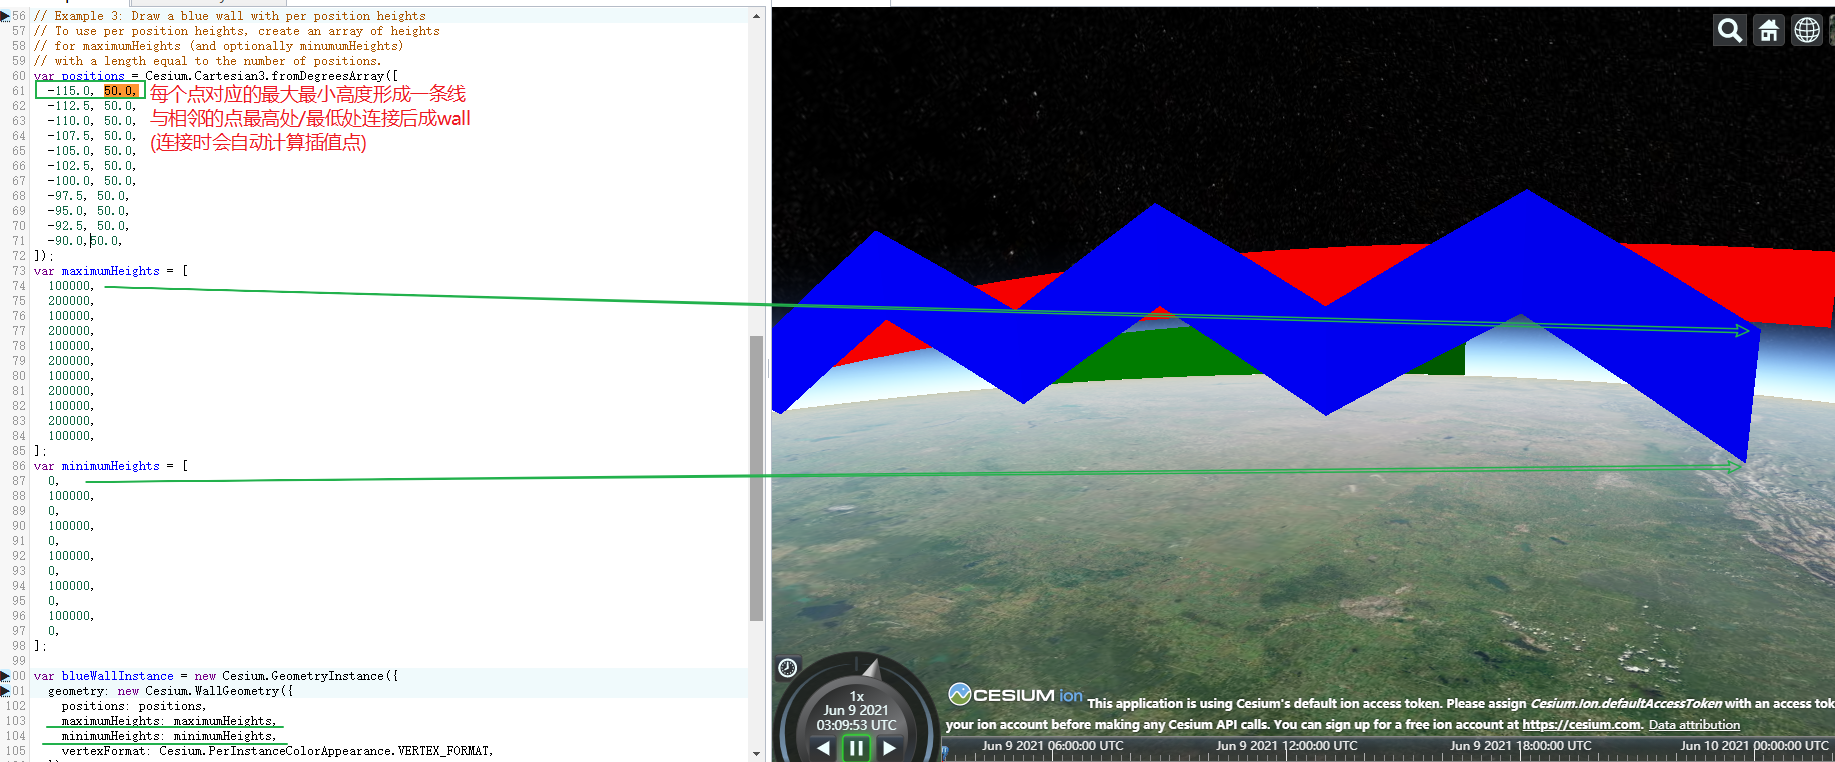 56 // Example 3: Draw a blue wall with per position heights
57 // To use per position heights, create an array of heights
58 // for maximumHeights (and optionally minumumHeights)
59 // with a length equal to the number of positions.
60 var positions = Cesium.Cartesian3.fromDegreesArray([
61 -115.0, 50.0,
62 -112.5, 50.0,
63 -110.0, 50.0,
64 -107.5, 50.0,
65 -105.0, 50.0,
66 -102.5, 50.0,
67 -100.0, 50.0,
68 -97.5, 50.0,
69 -95.0, 50.0,
70 -92.5, 50.0,
71 -90.0,50.0,
72 ]);
每个点对应的最大最小高度形成一条线
与相邻的点最高处/最低处连接后成wall
(连接时会自动计算插值点)
73 var maximumHeights = [
74 100000,
75 200000,
76 100000,
77 200000,
78 100000,
79 200000,
80 100000,
81 200000,
82 100000,
83 200000,
84 100000,
85 ];
86 var minimumHeights = [
87 0,
88 100000,
89 0,
90 100000,
91 0,
92 100000,
93 0,
94 100000,
95 0,
96 100000,
97 0,
98 ];
99
00 var blueWallInstance = new Cesium.GeometryInstance({
01 geometry: new Cesium.WallGeometry({
102 positions: positions,
103 maximumHeights: maximumHeights,
104 minimumHeights: minimumHeights,
105 vertexFormat: Cesium.PerInstanceColorAppearance.VERTEX_FORMAT,
1x
Jun 9 2021
03:09:53 UTC
CESIUM ion This application is using Cesium's default ion access token. Please assign Cesium.Ion.defaultAccessToken with an access tok
your ion account before making any Cesium API calls. You can sign up for a free ion account at https://cesium.com. Data attribution
Jun 9 2021 06:00:00 UTC Jun 9 2021 12:00:00 UTC Jun 9 2021 18:00:00 UTC Jun 10 2021 00:00:00 UTC